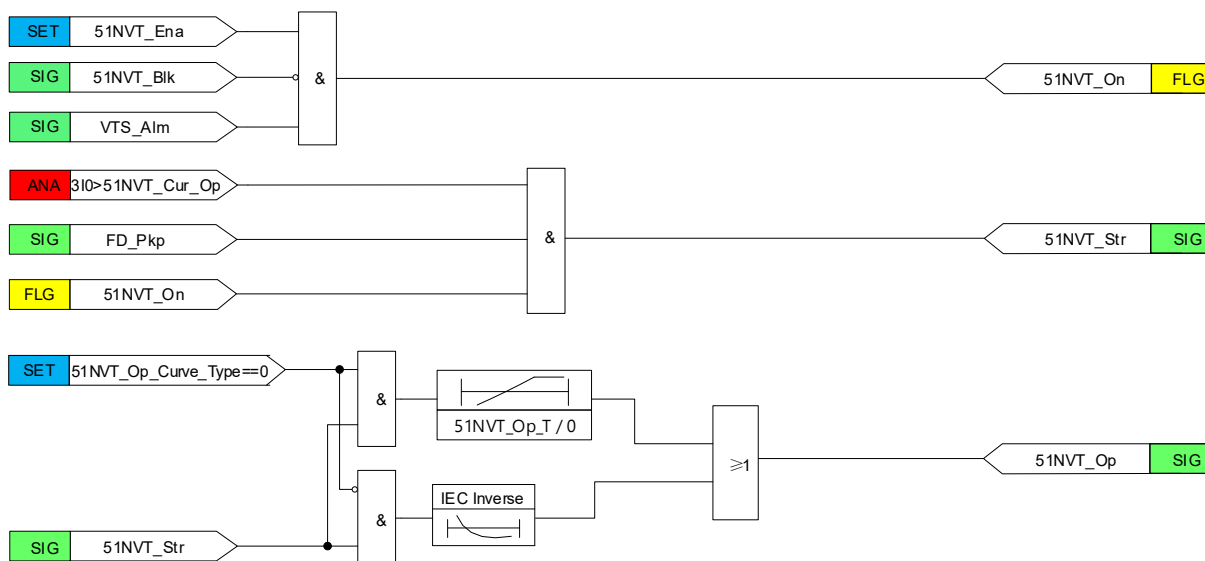 SET 51NVT_Ena
SIG 51NVT_Blk & 51NVT_On FLG
SIG VTS_Alm
ANA 3I0>51NVT_Cur_Op
SIG FD_Pkp & 51NVT_Str SIG
FLG 51NVT_On
SET 51NVT_Op_Curve_Type==0
&
51NVT_Op_T / 0
≥1 51NVT_Op SIG
IEC Inverse
&
SIG 51NVT_Str